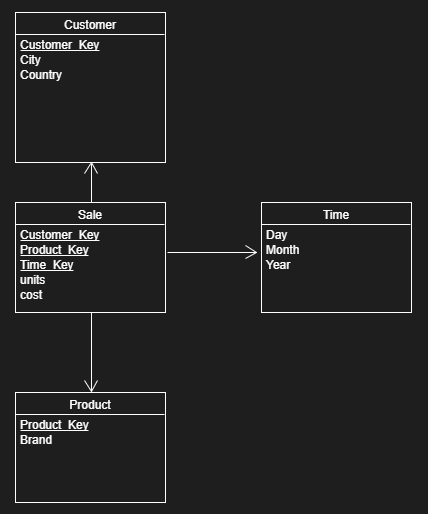 Customer
Customer_Key
City
Country
Sale
Customer_Key
Product_Key
Time_Key
units
cost
Time
Day
Month
Year
Product
Product_Key
Brand